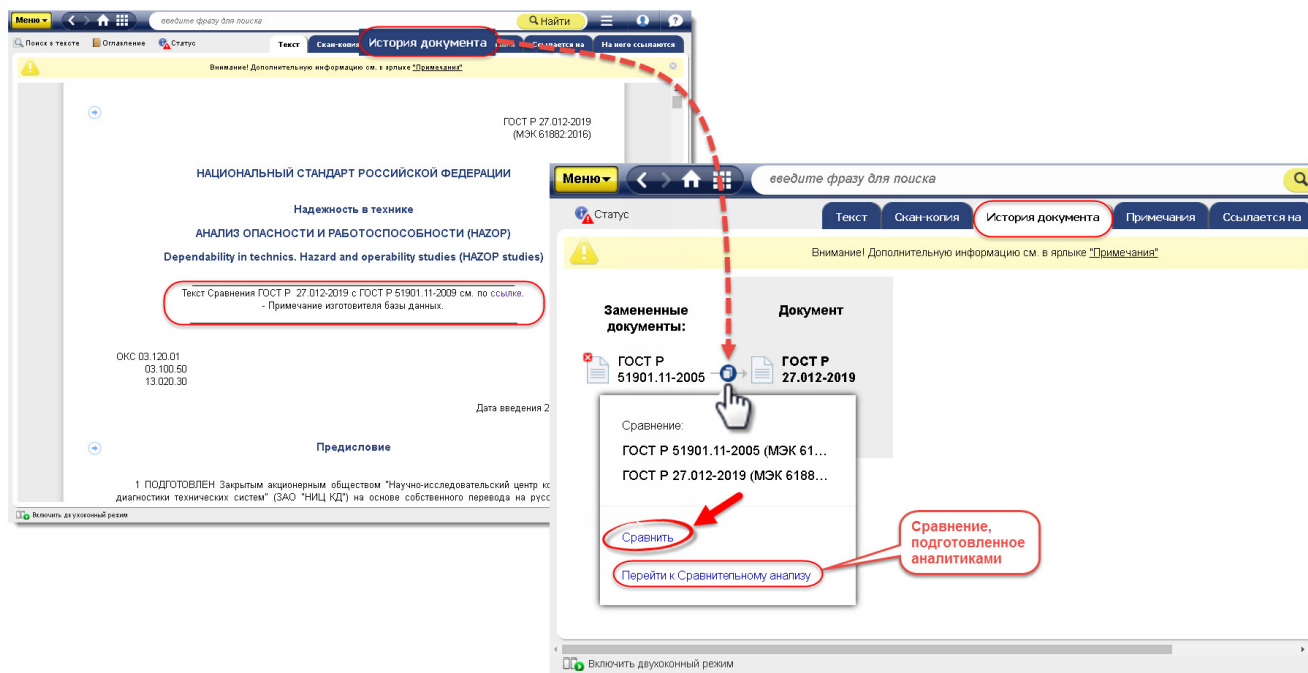 Меню
введите фразу для поиска
Найти
Поиск в тексте Оглавление Статус
Текст Скан-копия История документа Ссылается на На него ссылаются
Внимание! Дополнительную информацию см. в ярлыке "Примечания"
ГОСТ Р 27.012-2019
(МЭК 61882:2016)
НАЦИОНАЛЬНЫЙ СТАНДАРТ РОССИЙСКОЙ ФЕДЕРАЦИИ
Надежность в технике
АНАЛИЗ ОПАСНОСТИ И РАБОТОСПОСОБНОСТИ (HAZOP)
Dependability in technics. Hazard and operability studies (HAZOP studies)
Текст Сравнения ГОСТ Р 27.012-2019 с ГОСТ Р 51901.11-2009 см. по ссылке.
- Примечание изготовителя базы данных.
ОКС 03.120.01
03.100.50
13.020.30
Дата введения 2
Предисловие
1 ПОДГОТОВЛЕН Закрытым акционерным обществом "Научно-исследовательский центр ко
диагностики технических систем" (ЗАО "НИЦ КД") на основе собственного перевода на русс
Включить двухоконный режим
Меню
введите фразу для поиска
Статус
Текст Скан-копия История документа Примечания Ссылается на
Внимание! Дополнительную информацию см. в ярлыке "Примечания"
Замененные
документы:
Документ
ГОСТ Р
51901.11-2005
ГОСТ Р
27.012-2019
Сравнение:
ГОСТ Р 51901.11-2005 (МЭК 61...
ГОСТ Р 27.012-2019 (МЭК 6188...
Сравнить
Перейти к Сравнительному анализу
Сравнение,
подготовленное
аналитиками
Включить двухоконный режим